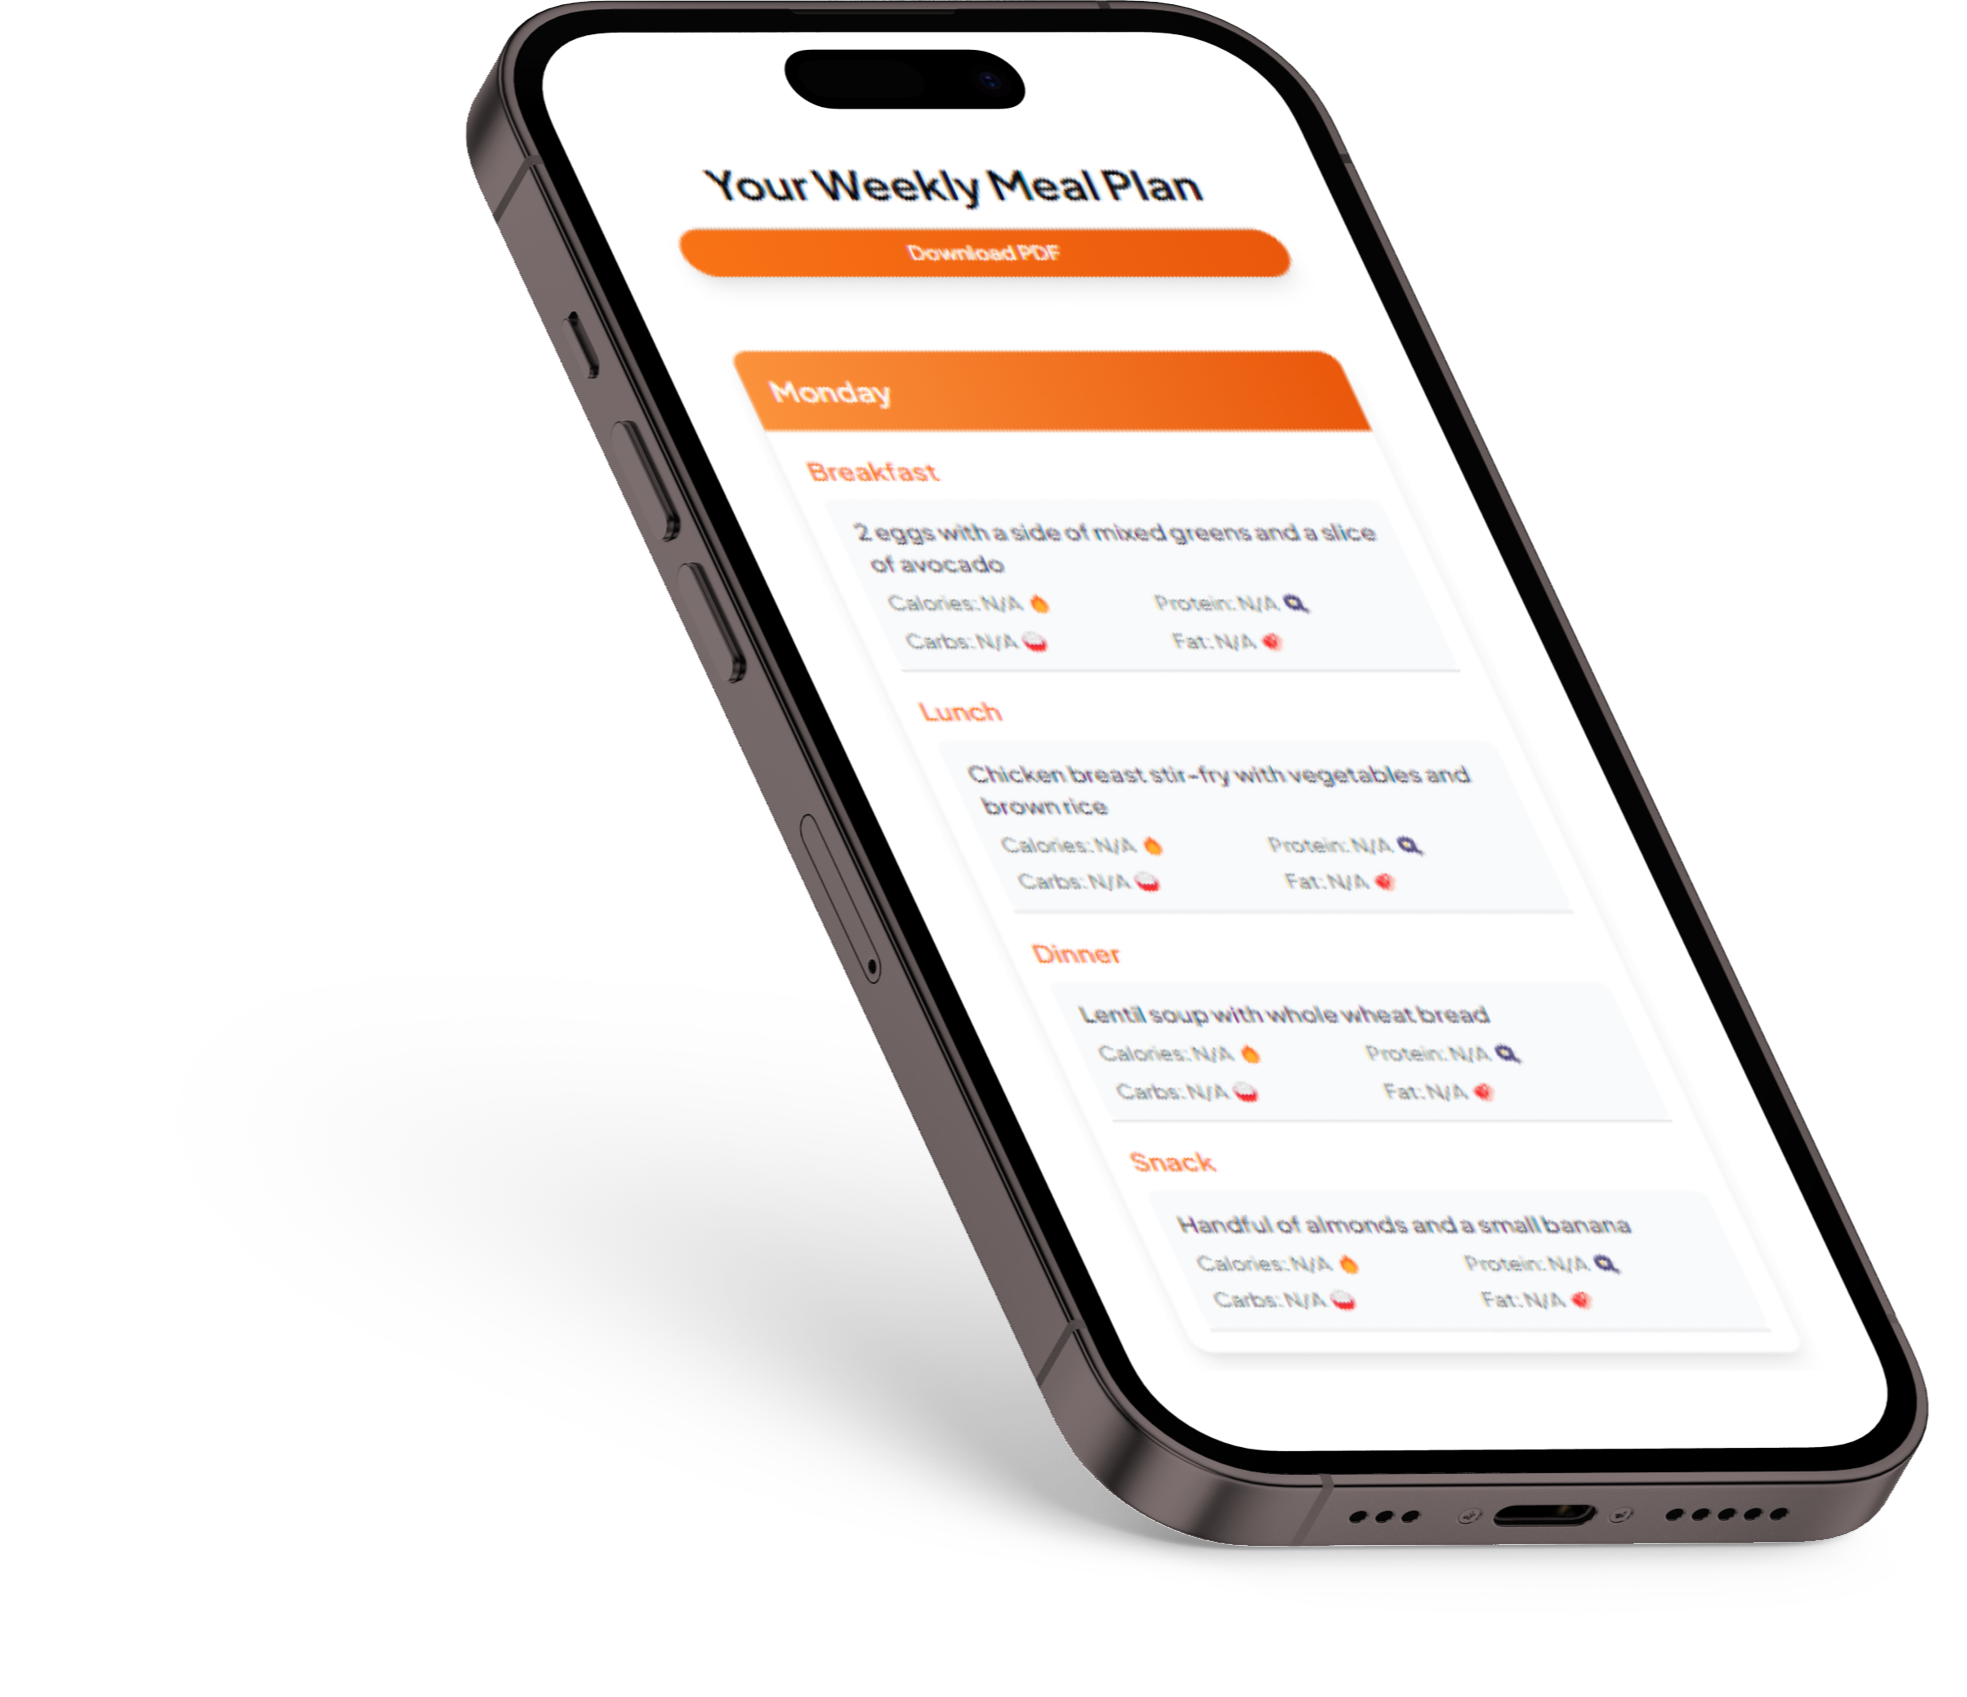 Your Weekly Meal Plan
Download PDF
Monday
Breakfast
2 eggs with a side of mixed greens and a slice
of avocado
Calories: N/A 🔥 Protein: N/A 🍳
Carbs: N/A 🍚 Fat: N/A 🥩
Lunch
Chicken breast stir-fry with vegetables and
brown rice
Calories: N/A 🔥 Protein: N/A 🍳
Carbs: N/A 🍚 Fat: N/A 🥩
Dinner
Lentil soup with whole wheat bread
Calories: N/A 🔥 Protein: N/A 🍳
Carbs: N/A 🍚 Fat: N/A 🥩
Snack
Handful of almonds and a small banana
Calories: N/A 🔥 Protein: N/A 🍳
Carbs: N/A 🍚 Fat: N/A 🥩